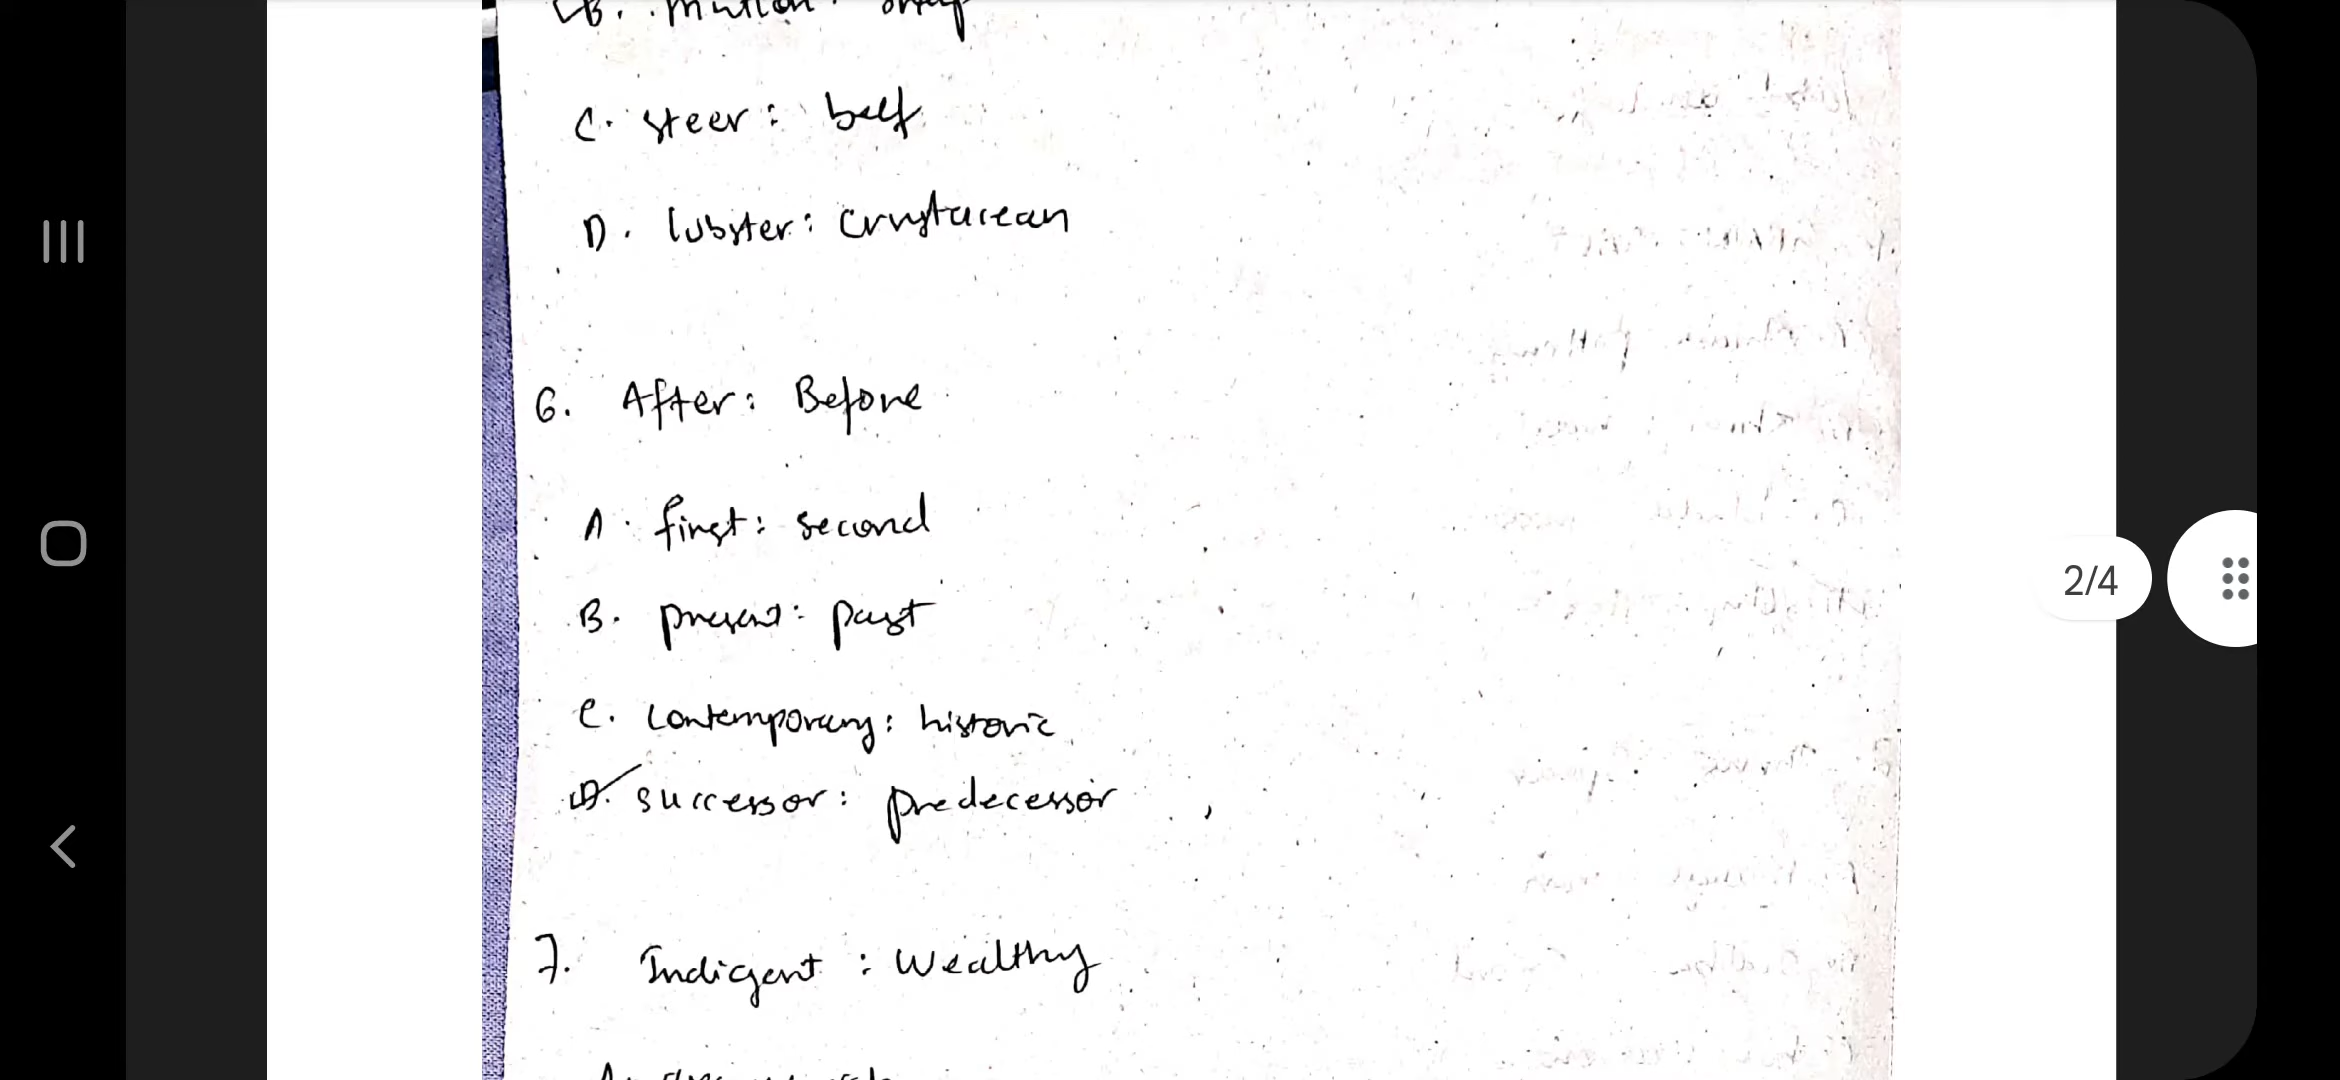 B. Mutton:
C. steer: beef
D. lobster: crustacean
6. After: Before
A. first: second
B. present: past
C. contemporary: historic
D. successor: predecessor
2/4
7. Indigent : Wealthy